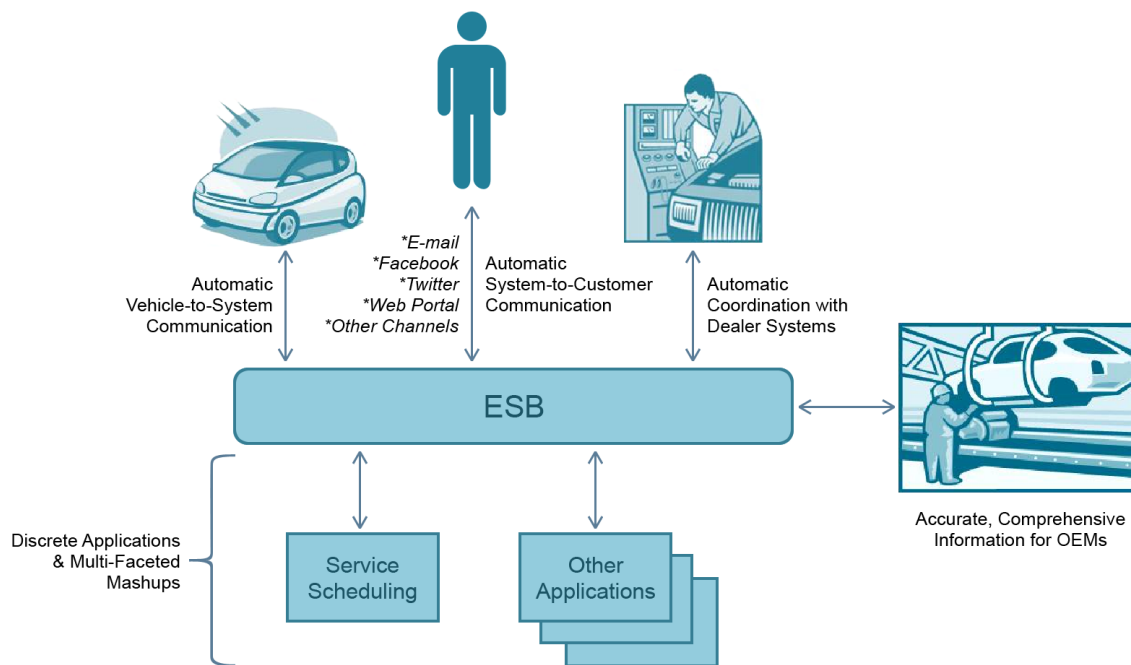 *E-mail
*Facebook
*Twitter
*Web Portal
*Other Channels
Automatic
Vehicle-to-System
Communication
Automatic
System-to-Customer
Communication
Automatic
Coordination with
Dealer Systems
ESB
Accurate, Comprehensive
Information for OEMs
Discrete Applications
& Multi-Faceted
Mashups
Service
Scheduling
Other
Applications